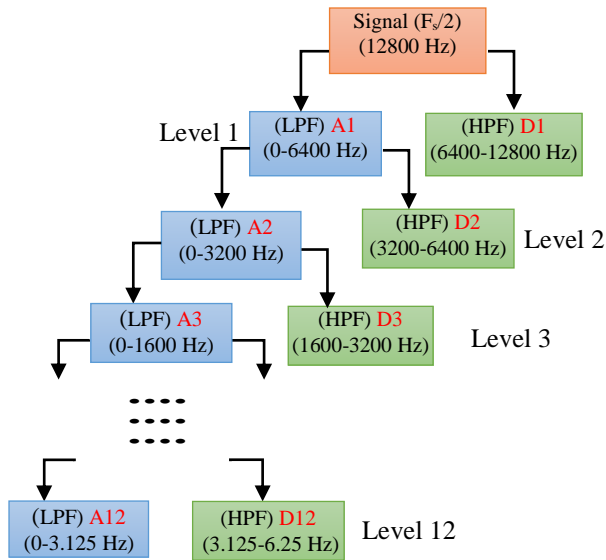 Signal (Fs/2)
(12800 Hz)
Level 1
(LPF) A1
(0-6400 Hz)
(HPF) D1
(6400-12800 Hz)
(LPF) A2
(0-3200 Hz)
(HPF) D2
(3200-6400 Hz)
Level 2
(LPF) A3
(0-1600 Hz)
(HPF) D3
(1600-3200 Hz)
Level 3
(LPF) A12
(0-3.125 Hz)
(HPF) D12
(3.125-6.25 Hz)
Level 12